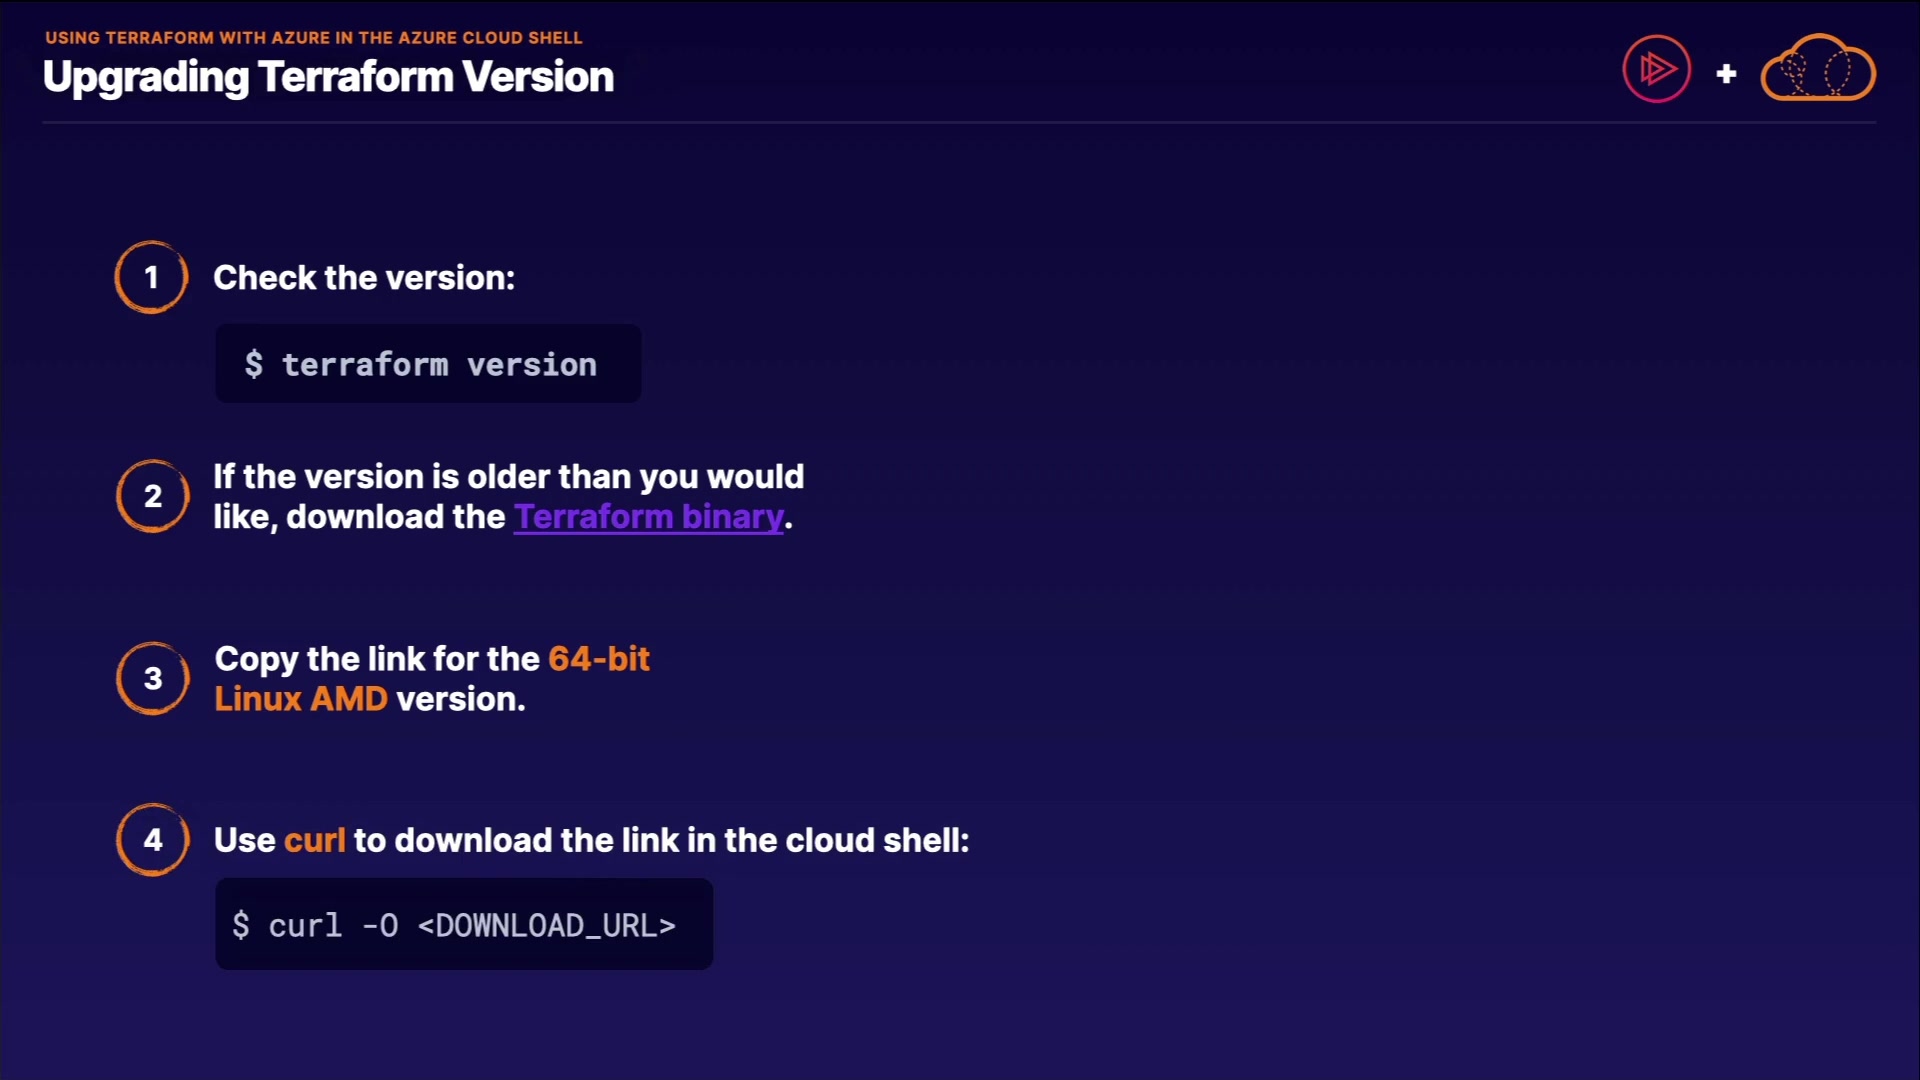 USING TERRAFORM WITH AZURE IN THE AZURE CLOUD SHELL
Upgrading Terraform Version
+
1
Check the version:
$ terraform version
2
If the version is older than you would
like, download the Terraform binary.
3
Copy the link for the 64-bit
Linux AMD version.
4
Use curl to download the link in the cloud shell:
$ curl -O <DOWNLOAD_URL>